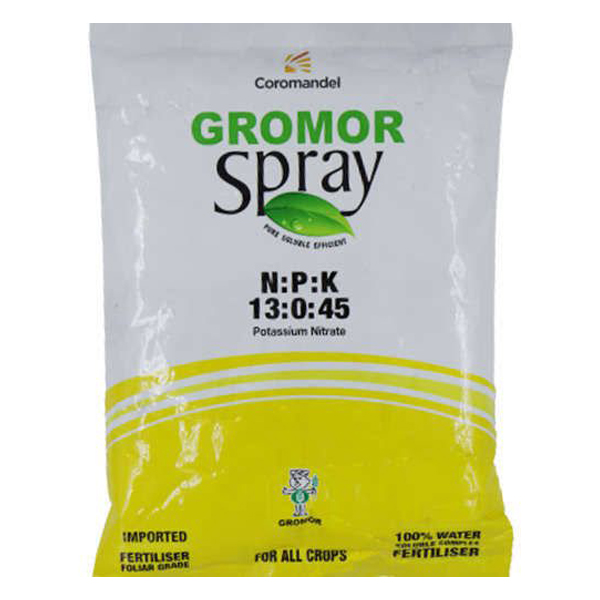 Coromandel
GROMOR
Spray
PURE SOLUBLE EFFICIENT
N:P:K
13:0:45
Potassium Nitrate
GROMOR
IMPORTED
FERTILISER
FOLIAR GRADE
FOR ALL CROPS
100% WATER
SOLUBLE COMPLEX
FERTILISER